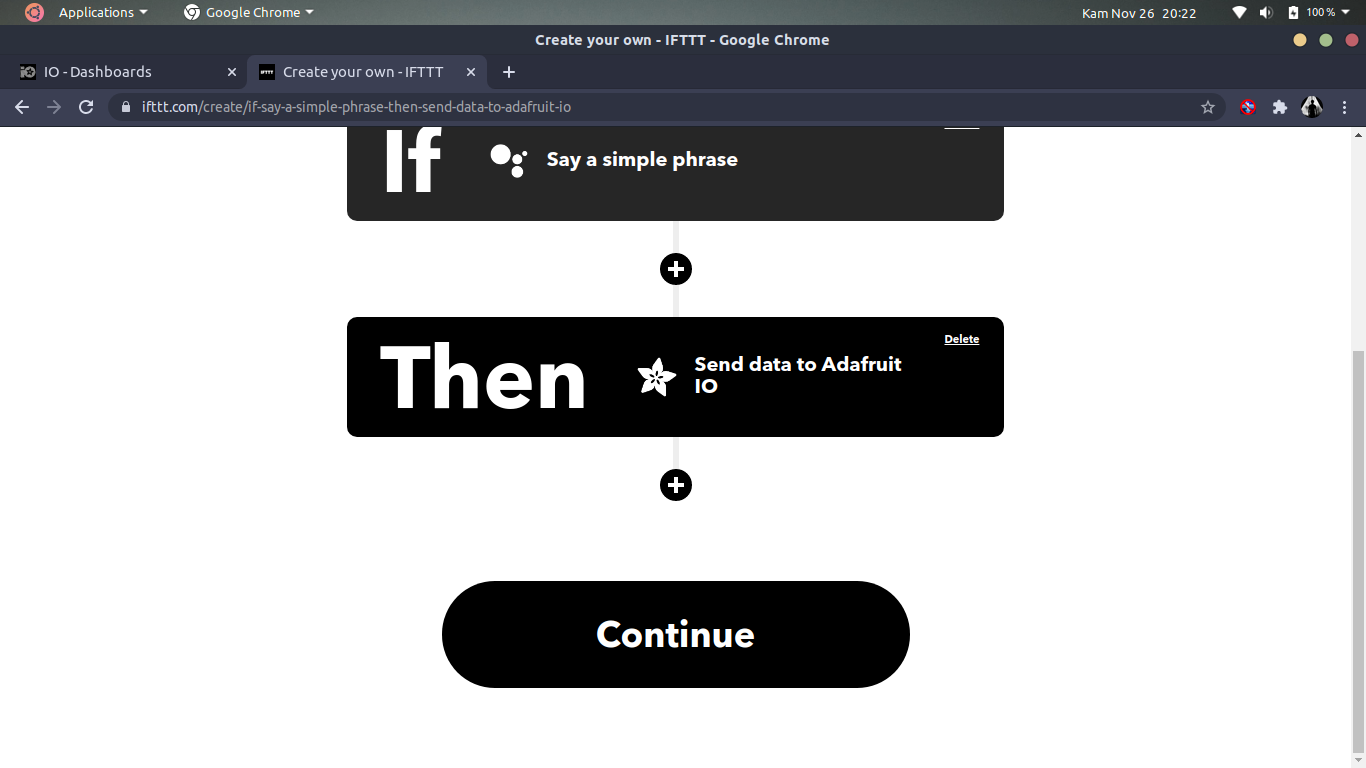 Applications
Google Chrome
Kam Nov 26 20:22
100 %
Create your own - IFTTT - Google Chrome
IO - Dashboards
IFTTT
Create your own - IFTTT
ifttt.com/create/if-say-a-simple-phrase-then-send-data-to-adafruit-io
If
Say a simple phrase
Then
Send data to Adafruit
IO
Delete
Continue